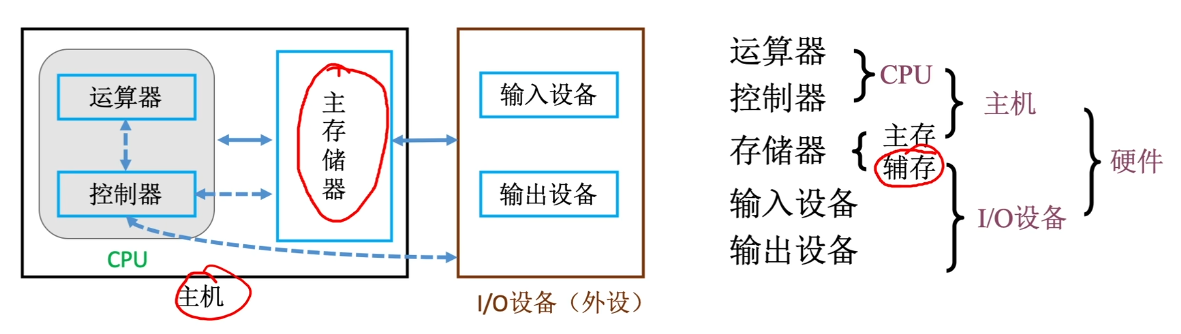 运算器
控制器
CPU
主存储器
主机
输入设备
输出设备
I/O设备（外设）
运算器
控制器
CPU
存储器
主存
辅存
主机
输入设备
输出设备
I/O设备
硬件